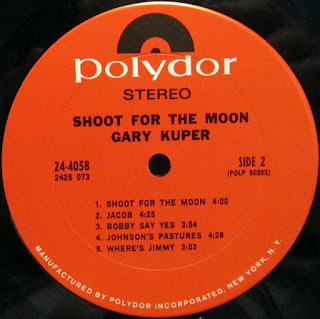 polydor
STEREO
SHOOT FOR THE MOON
GARY KUPER
24-4058
2425 073
SIDE 2
(POLP 80202)
1. SHOOT FOR THE MOON 4:00
2. JACOB 4:25
3. BOBBY SAY YES 3:54
4. JOHNSON'S PASTURES 4:28
5. WHERE'S JIMMY 3:03
MANUFACTURED BY POLYDOR INCORPORATED, NEW YORK, N.Y.